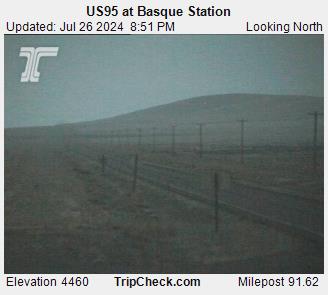 US95 at Basque Station
Updated: Jul 26 2024 8:51 PM Looking North
Elevation 4460 TripCheck.com Milepost 91.62